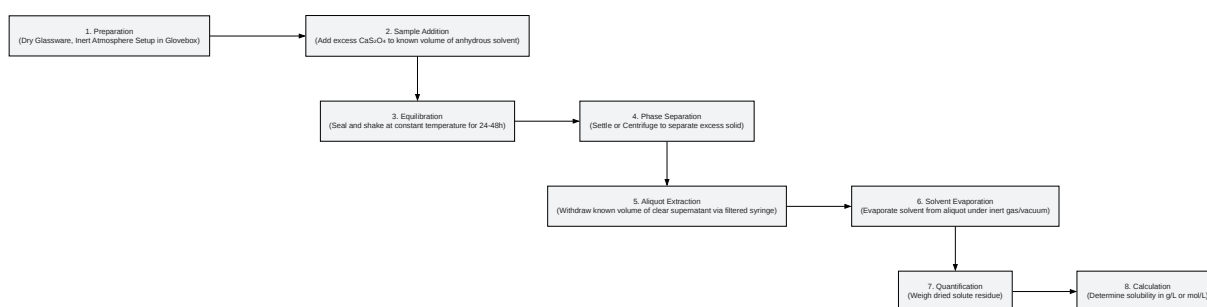 1. Preparation
(Dry Glassware, Inert Atmosphere Setup in Glovebox)
2. Sample Addition
(Add excess CaS₂O₄ to known volume of anhydrous solvent)
3. Equilibration
(Seal and shake at constant temperature for 24-48h)
4. Phase Separation
(Settle or Centrifuge to separate excess solid)
5. Aliquot Extraction
(Withdraw known volume of clear supernatant via filtered syringe)
6. Solvent Evaporation
(Evaporate solvent from aliquot under inert gas/vacuum)
7. Quantification
(Weigh dried solute residue)
8. Calculation
(Determine solubility in g/L or mol/L)